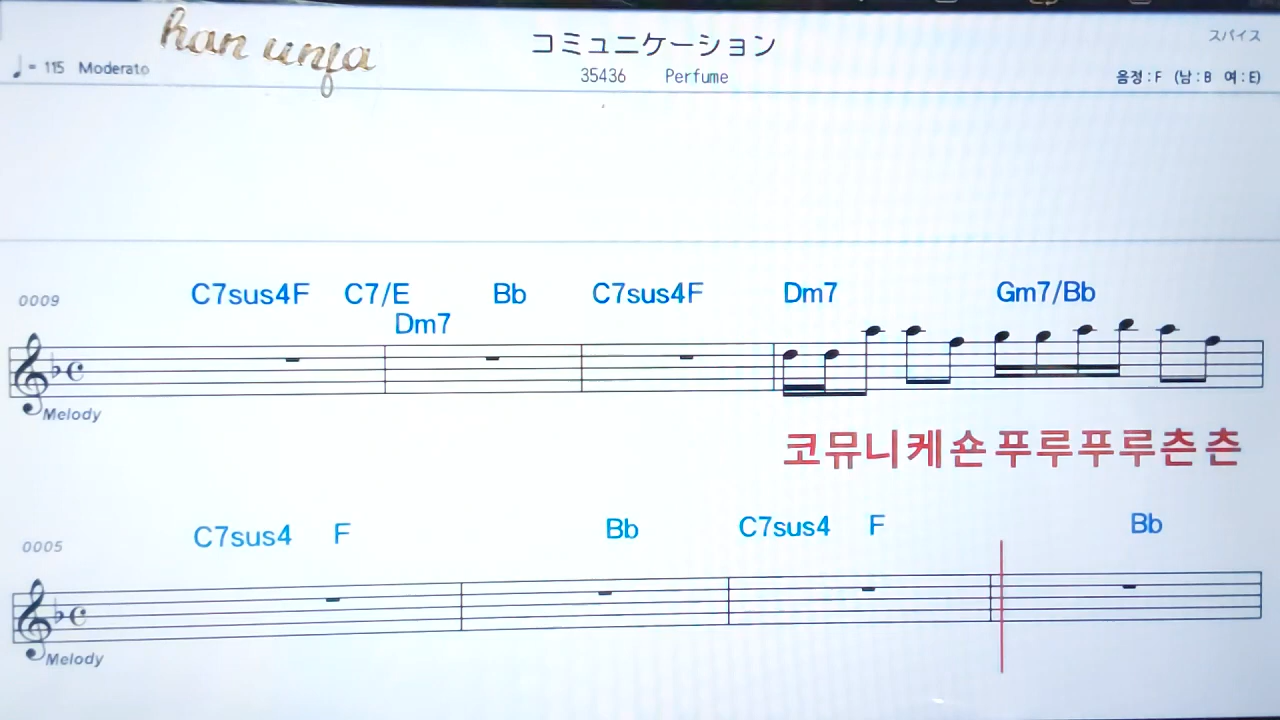 han unja
コミュニケーション
スパイス
♩= 115 Moderato
35436 Perfume
음정:F (남:B 여:E)
0009
C7sus4F C7/E Bb C7sus4F Dm7 Gm7/Bb
Dm7
Melody
코뮤니케숀푸루푸루츤츤
0005
C7sus4 F Bb C7sus4 F Bb
Melody